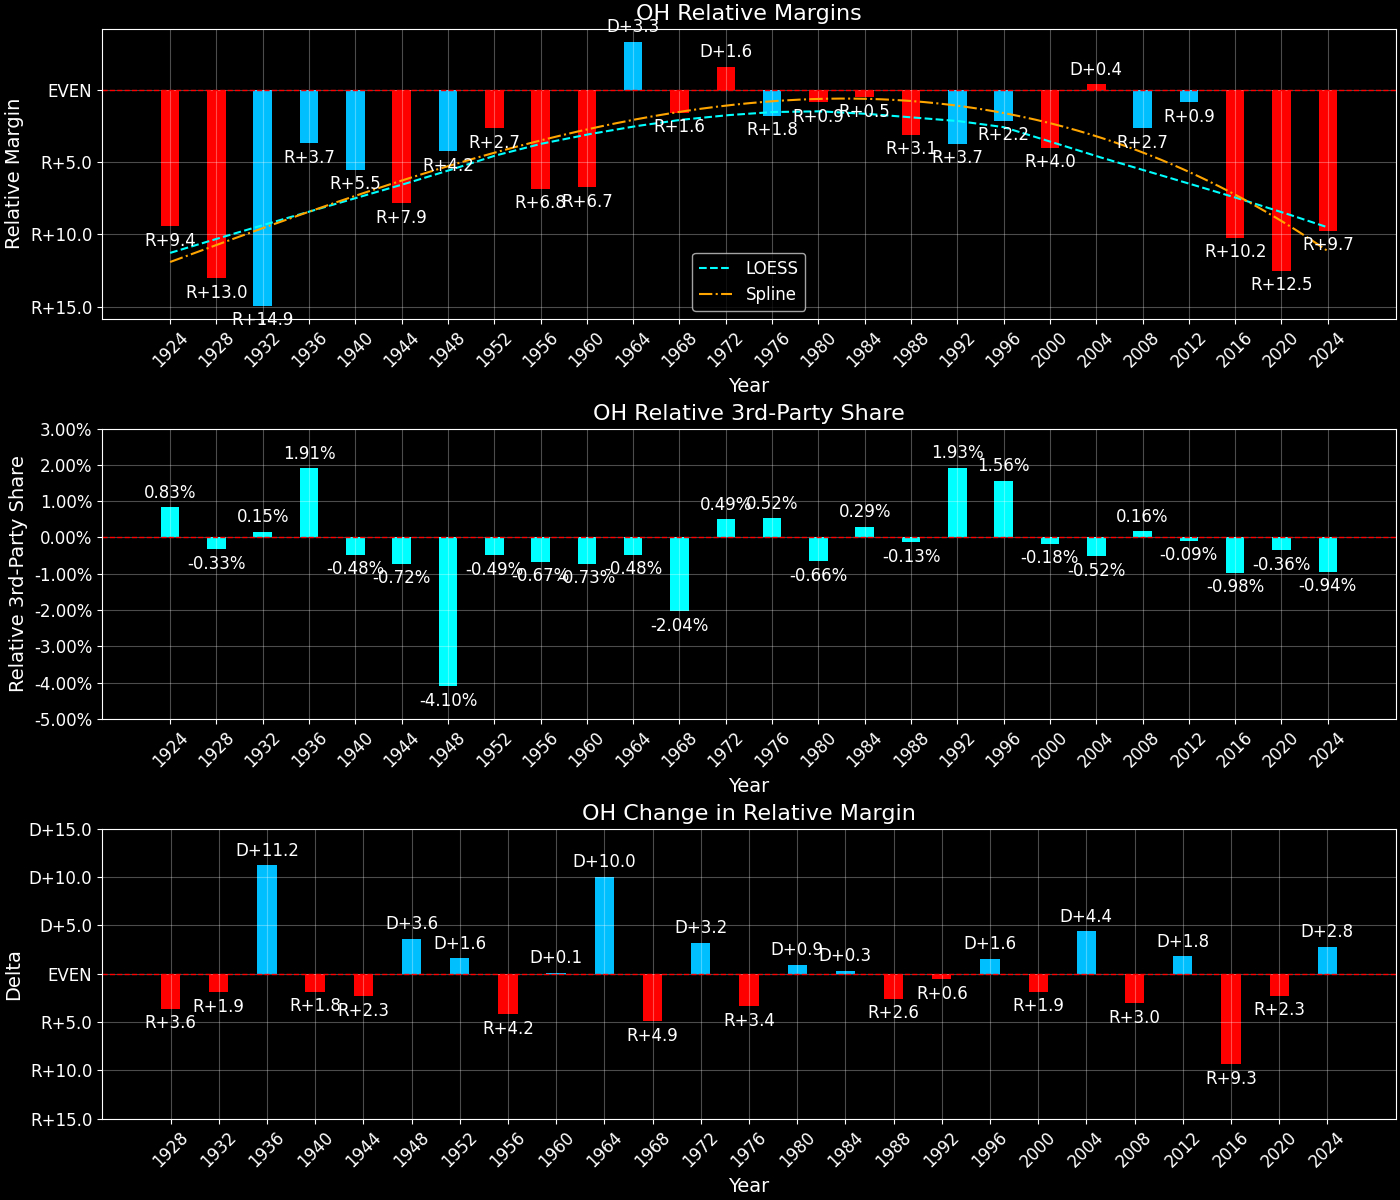 OH Relative Margins
Relative Margin
EVEN
R+5.0
R+10.0
R+15.0
R+9.4
R+13.0
R+14.9
R+3.7
R+5.5
R+7.9
R+4.2
R+2.7
R+6.8
R+6.7
D+3.3
R+1.6
D+1.6
R+1.8
R+0.9
R+0.5
R+3.1
R+3.7
R+2.2
R+4.0
D+0.4
R+2.7
R+0.9
R+10.2
R+12.5
R+9.7
LOESS
Spline
1924 1928 1932 1936 1940 1944 1948 1952 1956 1960 1964 1968 1972 1976 1980 1984 1988 1992 1996 2000 2004 2008 2012 2016 2020 2024
Year
OH Relative 3rd-Party Share
Relative 3rd-Party Share
3.00%
2.00%
1.00%
0.00%
-1.00%
-2.00%
-3.00%
-4.00%
-5.00%
0.83%
-0.33%
0.15%
1.91%
-0.48%
-0.72%
-4.10%
-0.49%
-0.67%
-0.73%
-0.48%
-2.04%
0.49%
0.52%
-0.66%
0.29%
-0.13%
1.93%
1.56%
-0.18%
-0.52%
0.16%
-0.09%
-0.98%
-0.36%
-0.94%
1924 1928 1932 1936 1940 1944 1948 1952 1956 1960 1964 1968 1972 1976 1980 1984 1988 1992 1996 2000 2004 2008 2012 2016 2020 2024
Year
OH Change in Relative Margin
Delta
D+15.0
D+10.0
D+5.0
EVEN
R+5.0
R+10.0
R+15.0
R+3.6
R+1.9
D+11.2
R+1.8
R+2.3
D+3.6
D+1.6
R+4.2
D+0.1
D+10.0
R+4.9
D+3.2
R+3.4
D+0.9
D+0.3
R+2.6
R+0.6
D+1.6
R+1.9
D+4.4
R+3.0
D+1.8
R+9.3
R+2.3
D+2.8
1928 1932 1936 1940 1944 1948 1952 1956 1960 1964 1968 1972 1976 1980 1984 1988 1992 1996 2000 2004 2008 2012 2016 2020 2024
Year